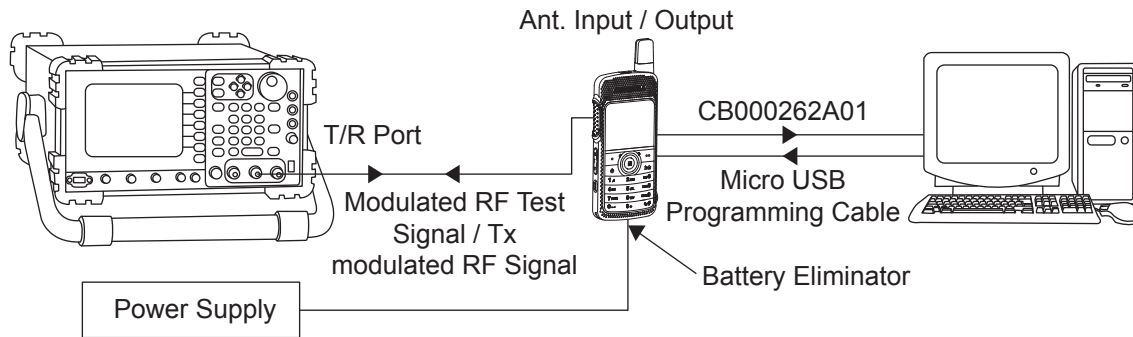 Ant. Input / Output
T/R Port
CB000262A01
Modulated RF Test
Signal / Tx
modulated RF Signal
Micro USB
Programming Cable
Battery Eliminator
Power Supply